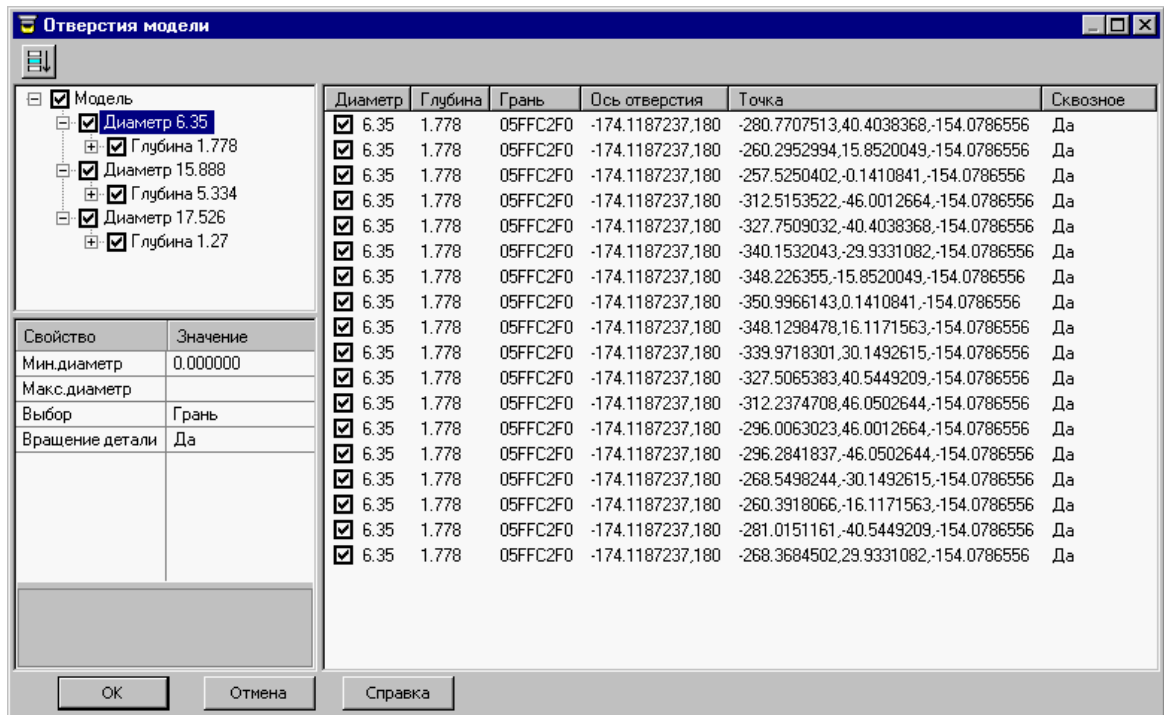 Отверстия модели
Модель
Диаметр 6.35
Глубина 1.778
Диаметр 15.888
Глубина 5.334
Диаметр 17.526
Глубина 1.27
Свойство Значение
Мин.диаметр 0.000000
Макс.диаметр
Выбор Грань
Вращение детали Да
Диаметр Глубина Грань Ось отверстия Точка Сквозное
6.35 1.778 05FFC2F0 -174.1187237,180 -280.7707513,40.4038368,-154.0786556 Да
6.35 1.778 05FFC2F0 -174.1187237,180 -260.2952994,15.8520049,-154.0786556 Да
6.35 1.778 05FFC2F0 -174.1187237,180 -257.5250402,-0.1410841,-154.0786556 Да
6.35 1.778 05FFC2F0 -174.1187237,180 -312.5153522,-46.0012664,-154.0786556 Да
6.35 1.778 05FFC2F0 -174.1187237,180 -327.7509032,-40.4038368,-154.0786556 Да
6.35 1.778 05FFC2F0 -174.1187237,180 -340.1532043,-29.9331082,-154.0786556 Да
6.35 1.778 05FFC2F0 -174.1187237,180 -348.226355,-15.8520049,-154.0786556 Да
6.35 1.778 05FFC2F0 -174.1187237,180 -350.9966143,0.1410841,-154.0786556 Да
6.35 1.778 05FFC2F0 -174.1187237,180 -348.1298478,16.1171563,-154.0786556 Да
6.35 1.778 05FFC2F0 -174.1187237,180 -339.9718301,30.1492615,-154.0786556 Да
6.35 1.778 05FFC2F0 -174.1187237,180 -327.5065383,40.5449209,-154.0786556 Да
6.35 1.778 05FFC2F0 -174.1187237,180 -312.2374708,46.0502644,-154.0786556 Да
6.35 1.778 05FFC2F0 -174.1187237,180 -296.0063023,46.0012664,-154.0786556 Да
6.35 1.778 05FFC2F0 -174.1187237,180 -296.2841837,-46.0502644,-154.0786556 Да
6.35 1.778 05FFC2F0 -174.1187237,180 -268.5498244,-30.1492615,-154.0786556 Да
6.35 1.778 05FFC2F0 -174.1187237,180 -260.3918066,-16.1171563,-154.0786556 Да
6.35 1.778 05FFC2F0 -174.1187237,180 -281.0151161,-40.5449209,-154.0786556 Да
6.35 1.778 05FFC2F0 -174.1187237,180 -268.3684502,29.9331082,-154.0786556 Да
OK Отмена Справка